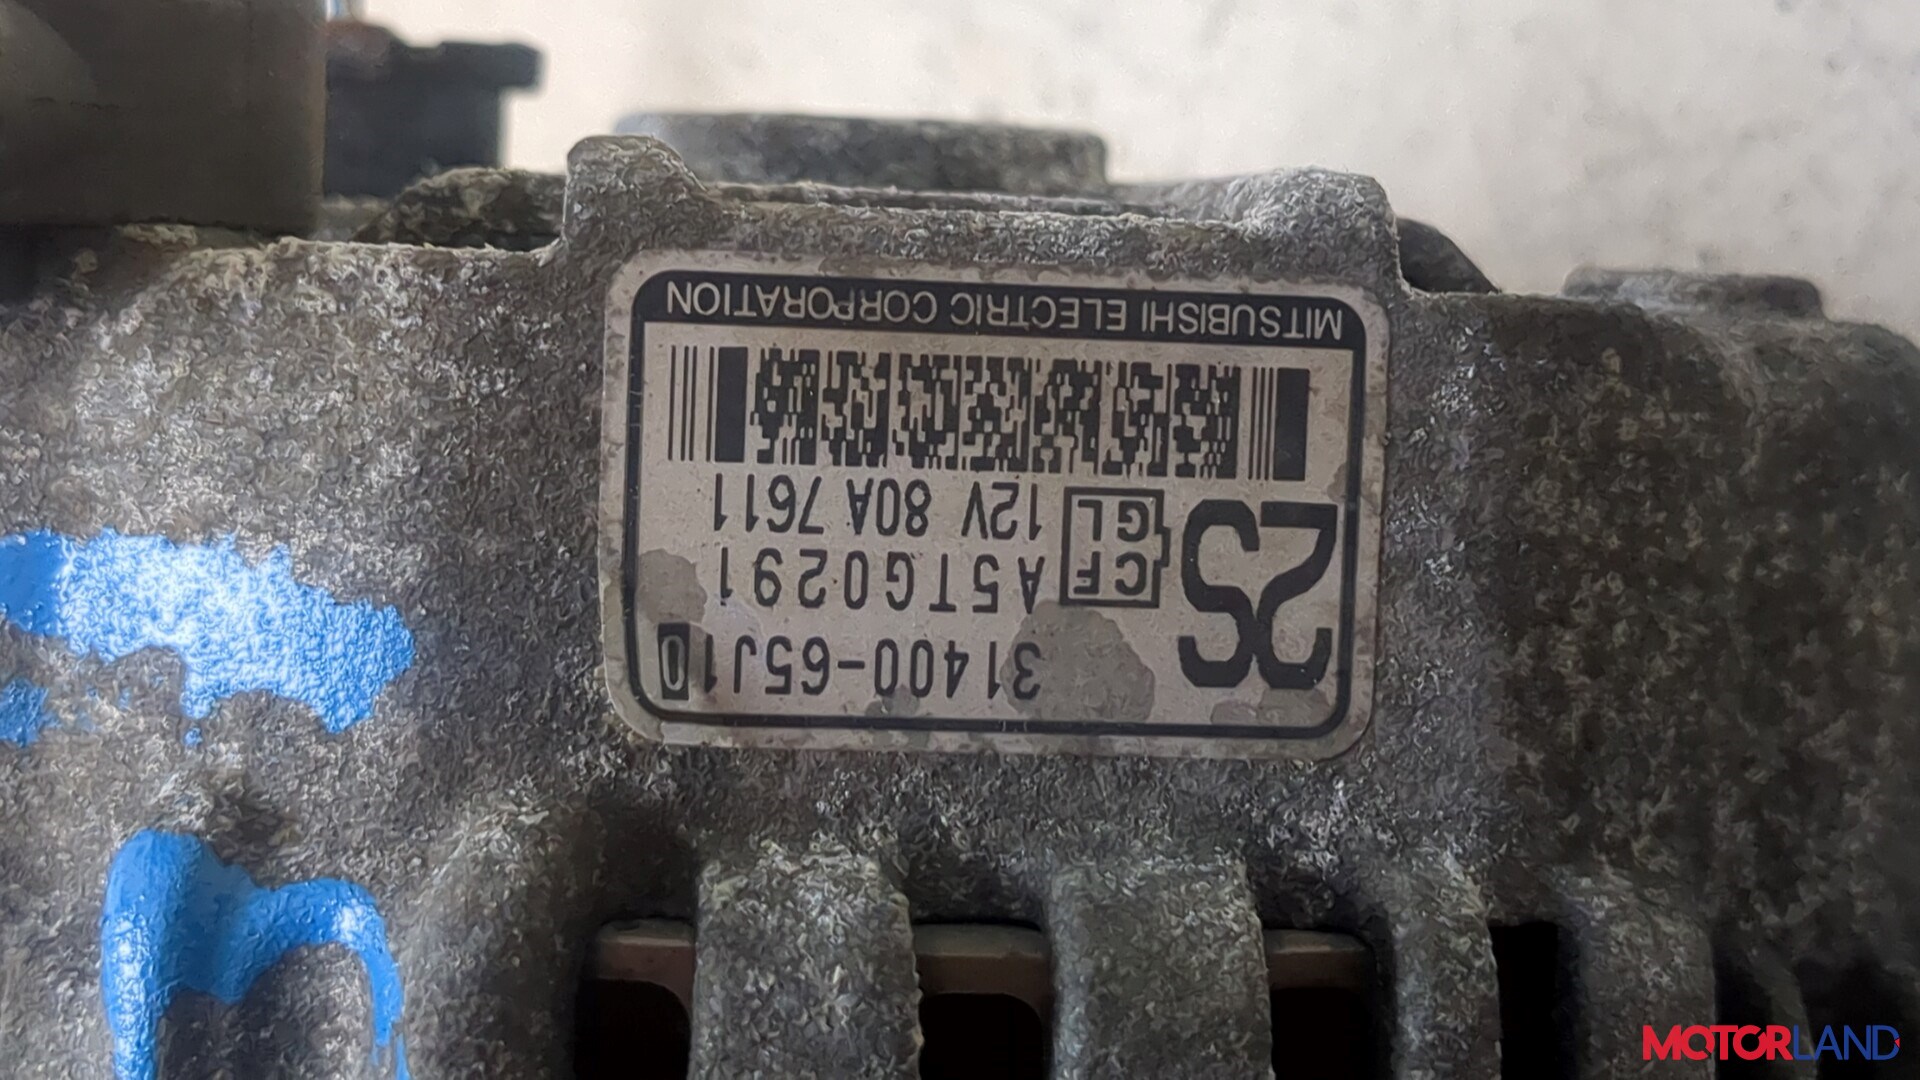 31400-65J10
2S
A5TG0291
CF
GL
12V 80A 7611
MITSUBISHI ELECTRIC CORPORATION
MOTORLAND